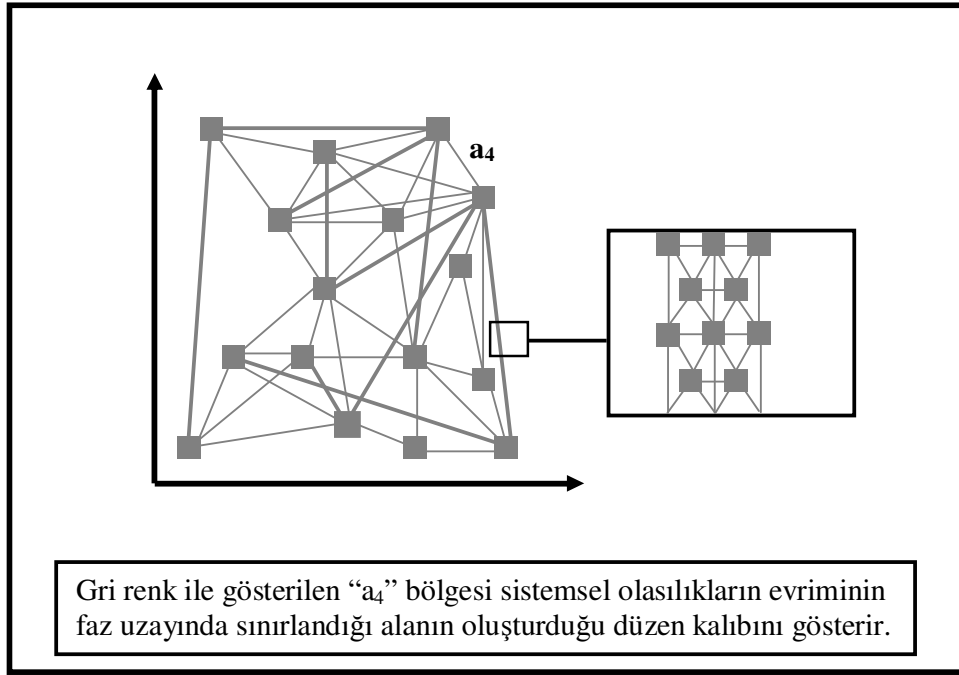 a₄
Gri renk ile gösterilen “a₄” bölgesi sistemsel olasılıkların evriminin
faz uzayında sınırlandığı alanın oluşturduğu düzen kalıbını gösterir.